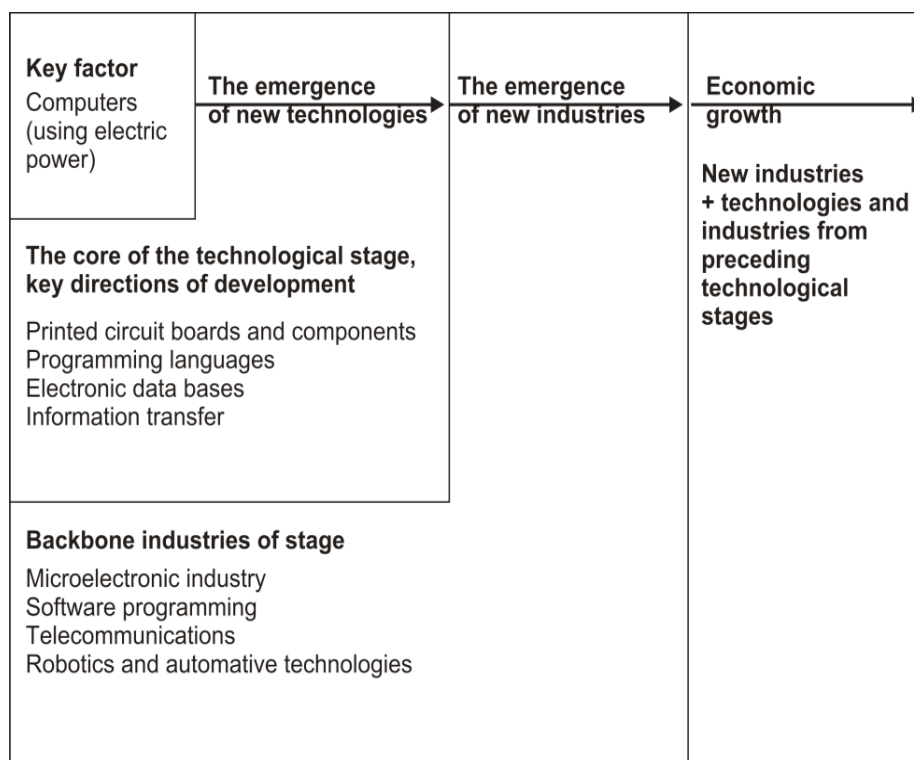 Key factor
Computers
(using electric
power)
The emergence
of new technologies
The emergence
of new industries
Economic
growth
New industries
+ technologies and
industries from
preceding
technological
stages
The core of the technological stage,
key directions of development
Printed circuit boards and components
Programming languages
Electronic data bases
Information transfer
Backbone industries of stage
Microelectronic industry
Software programming
Telecommunications
Robotics and automative technologies